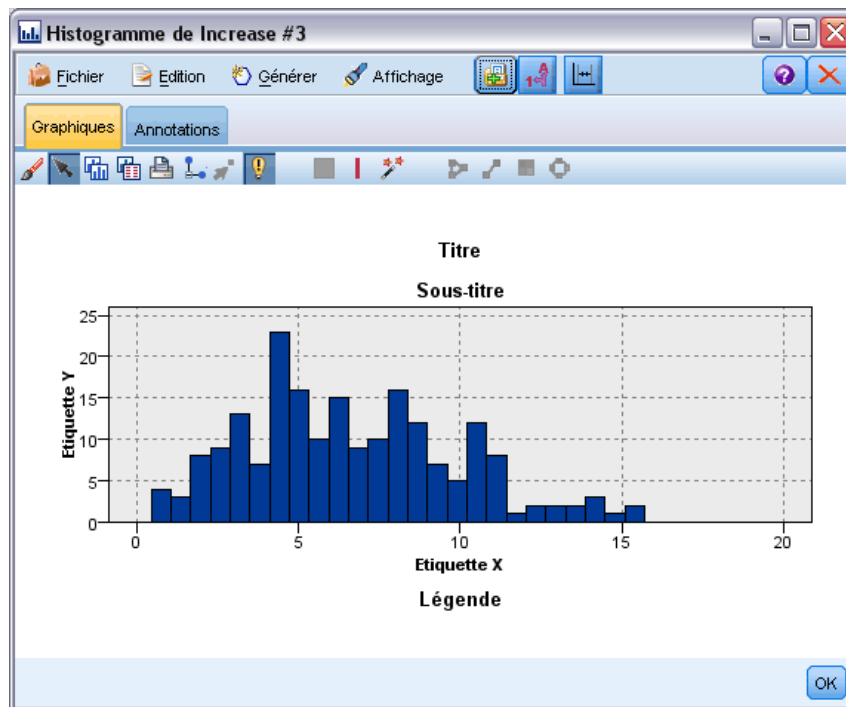 Histogramme de Increase #3
Fichier Edition Générer Affichage
Graphiques Annotations
Titre
Sous-titre
25
20
15
10
5
0
Etiquette Y
0 5 10 15 20
Etiquette X
Légende
OK